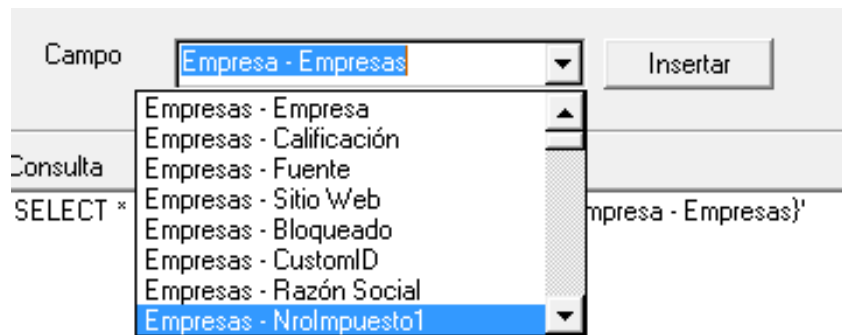 Campo Empresa - Empresas Insertar
Empresas - Empresa
Empresas - Calificación
Consulta Empresas - Fuente
Empresas - Sitio Web
SELECT * mpresa - Empresas}'
Empresas - Bloqueado
Empresas - CustomID
Empresas - Razón Social
Empresas - NroImpuesto1